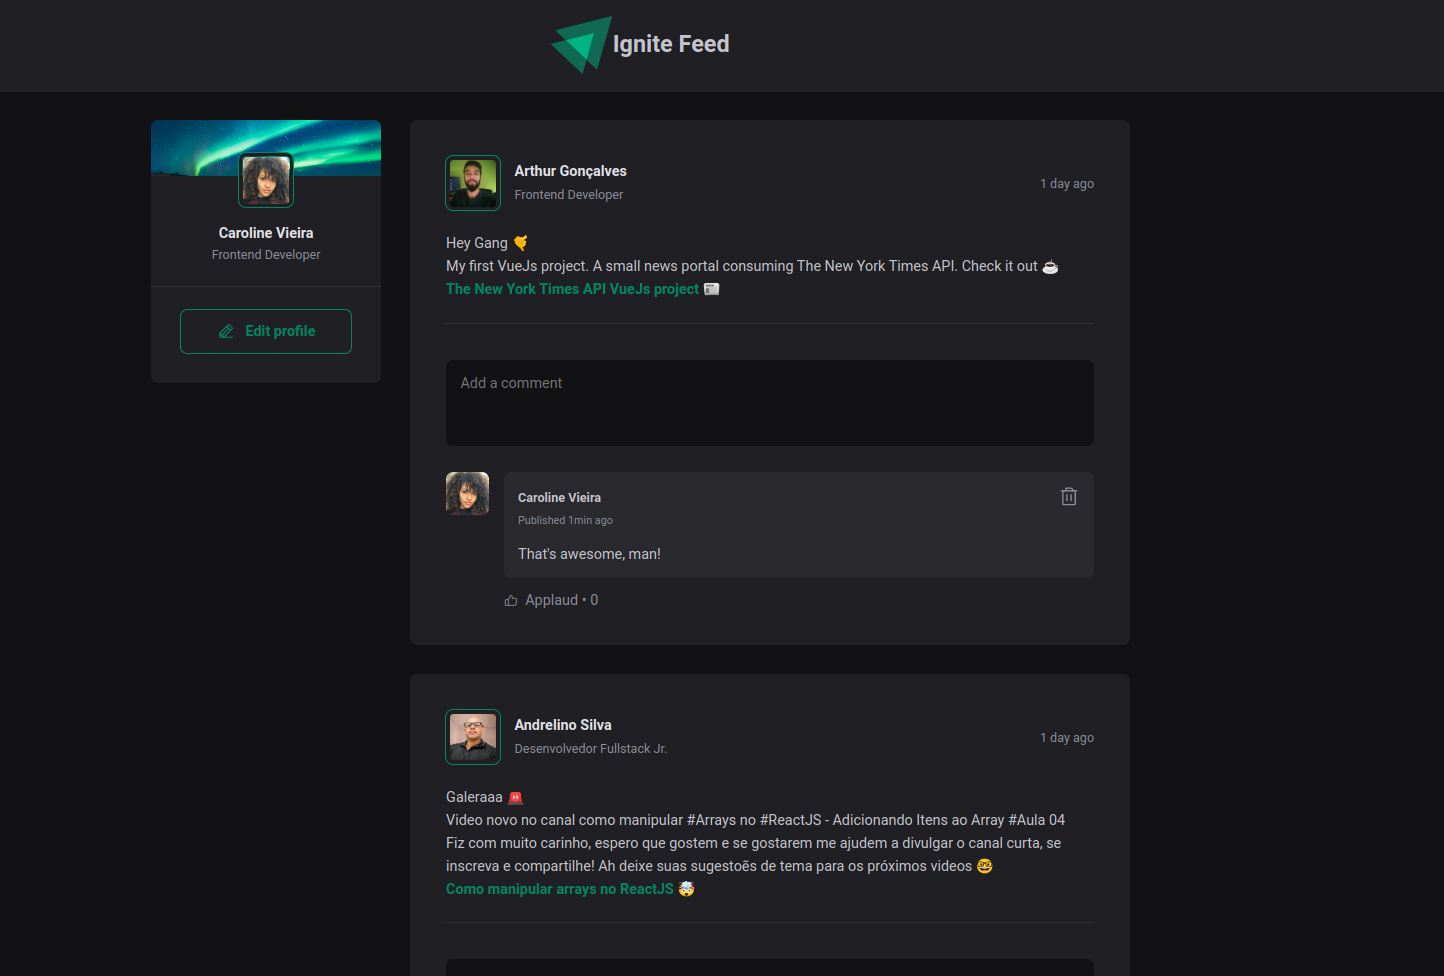 Ignite Feed
Caroline Vieira
Frontend Developer
Edit profile
Arthur Gonçalves
Frontend Developer
1 day ago
Hey Gang 🤙
My first VueJs project. A small news portal consuming The New York Times API. Check it out ☕
The New York Times API VueJs project 📰
Add a comment
Caroline Vieira
Published 1min ago
That's awesome, man!
Applaud • 0
Andrelino Silva
Desenvolvedor Fullstack Jr.
1 day ago
Galeraaa 🚨
Video novo no canal como manipular #Arrays no #ReactJS - Adicionando Itens ao Array #Aula 04
Fiz com muito carinho, espero que gostem e se gostarem me ajudem a divulgar o canal curta, se
inscreva e compartilhe! Ah deixe suas sugestoẽs de tema para os próximos videos 🤓
Como manipular arrays no ReactJS 🤯